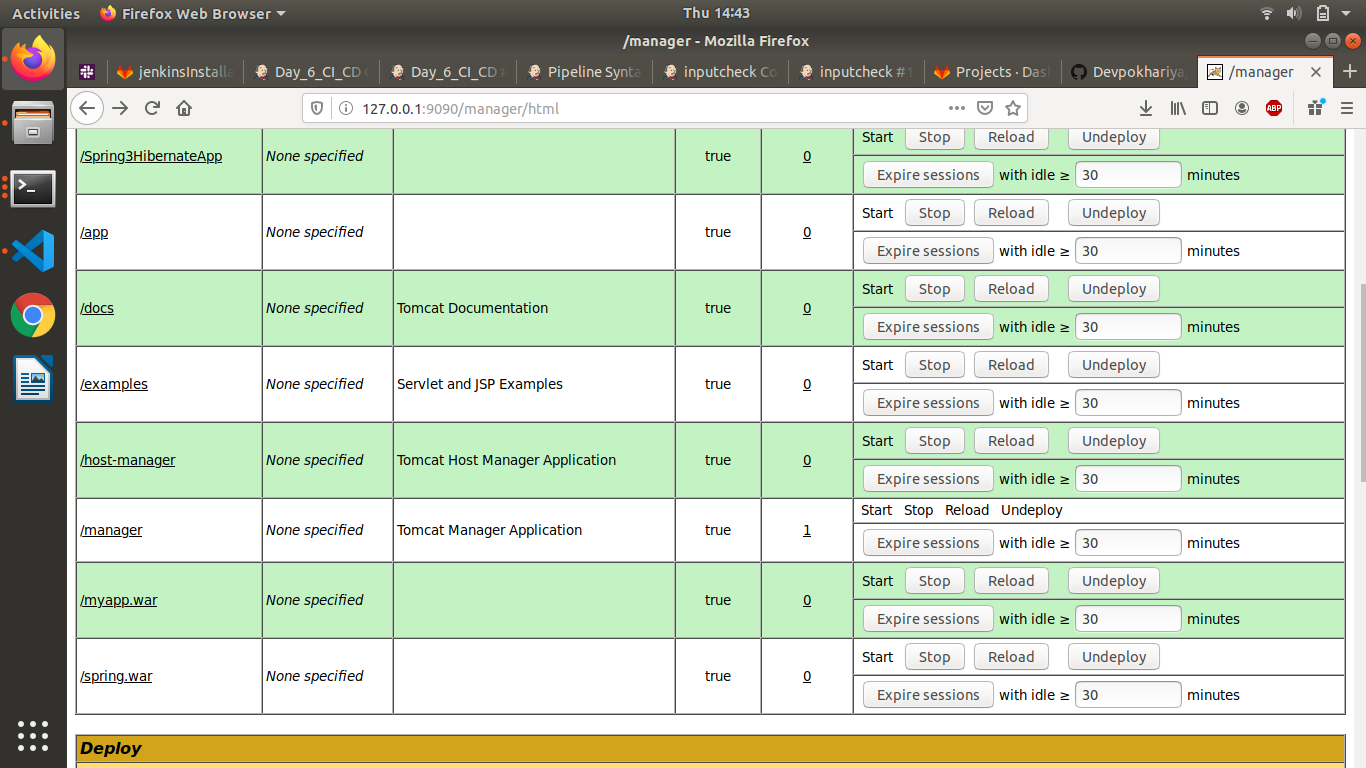 Activities Firefox Web Browser Thu 14:43
/manager - Mozilla Firefox
jenkinsInstalla Day_6_CI_CD Day_6_CI_CD Pipeline Synta inputcheck Co inputcheck #1 Projects · Das Devpokhariya /manager
127.0.0.1:9090/manager/html ABP
/Spring3HibernateApp None specified true 0 Start Stop Reload Undeploy
Expire sessions with idle ≥ 30 minutes
/app None specified true 0 Start Stop Reload Undeploy
Expire sessions with idle ≥ 30 minutes
/docs None specified Tomcat Documentation true 0 Start Stop Reload Undeploy
Expire sessions with idle ≥ 30 minutes
/examples None specified Servlet and JSP Examples true 0 Start Stop Reload Undeploy
Expire sessions with idle ≥ 30 minutes
/host-manager None specified Tomcat Host Manager Application true 0 Start Stop Reload Undeploy
Expire sessions with idle ≥ 30 minutes
/manager None specified Tomcat Manager Application true 1 Start Stop Reload Undeploy
Expire sessions with idle ≥ 30 minutes
/myapp.war None specified true 0 Start Stop Reload Undeploy
Expire sessions with idle ≥ 30 minutes
/spring.war None specified true 0 Start Stop Reload Undeploy
Expire sessions with idle ≥ 30 minutes
Deploy